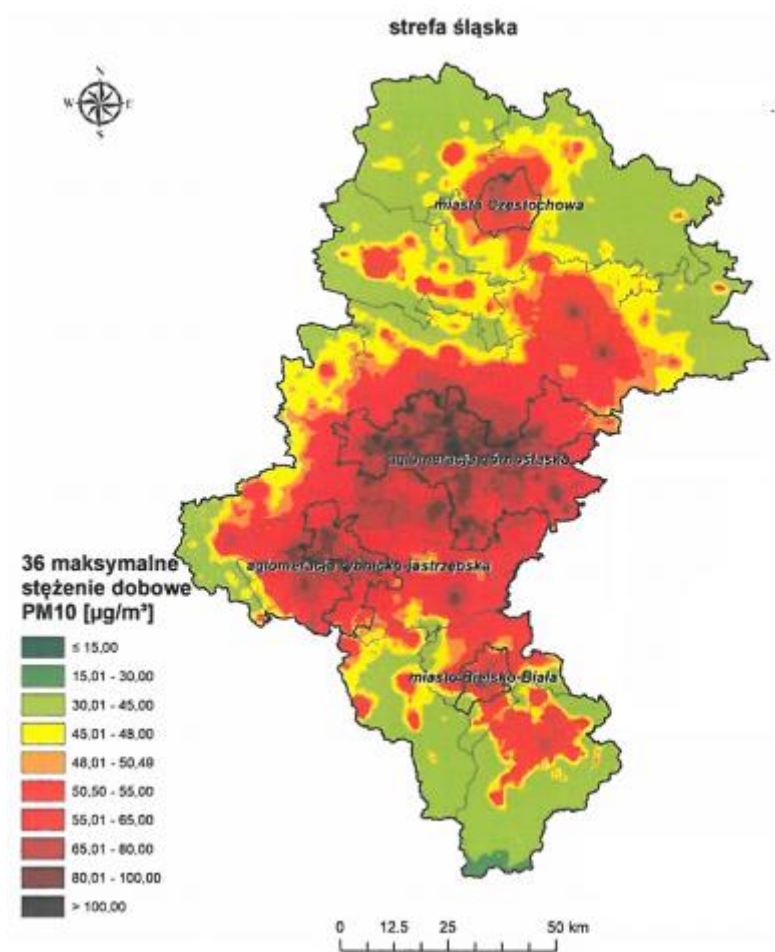 strefa śląska
N
W E
S
miasto Częstochowa
aglomeracja górnośląska
aglomeracja rybnicko-jastrzębska
miasto Bielsko-Biała
36 maksymalne
stężenie dobowe
PM10 [µg/m³]
≤ 15,00
15,01 - 30,00
30,01 - 45,00
45,01 - 48,00
48,01 - 50,49
50,50 - 55,00
55,01 - 65,00
65,01 - 80,00
80,01 - 100,00
> 100,00
0 12.5 25 50 km